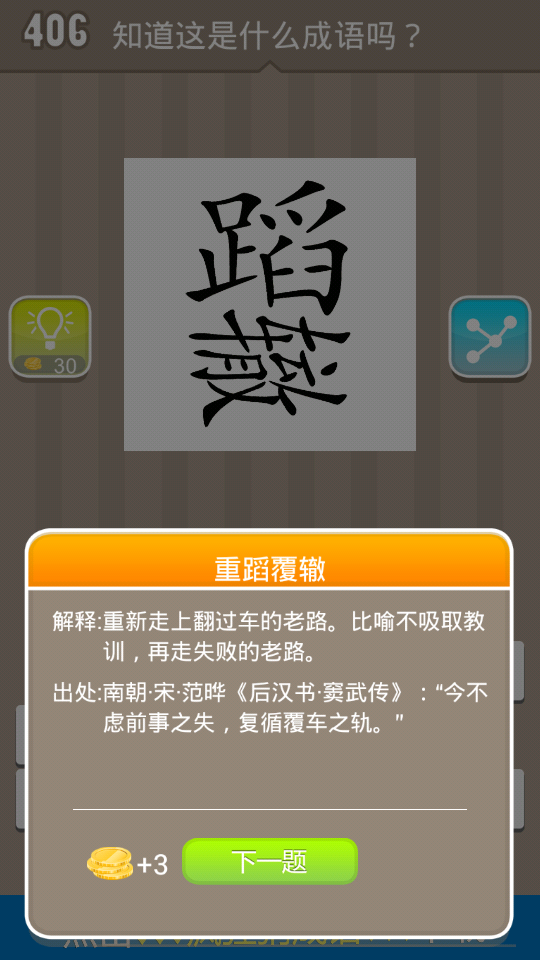 406 知道这是什么成语吗？
蹈
辙
30
重蹈覆辙
解释:重新走上翻过车的老路。比喻不吸取教
训，再走失败的老路。
出处:南朝·宋·范晔《后汉书·窦武传》：“今不
虑前事之失，复循覆车之轨。”
+3
下一题